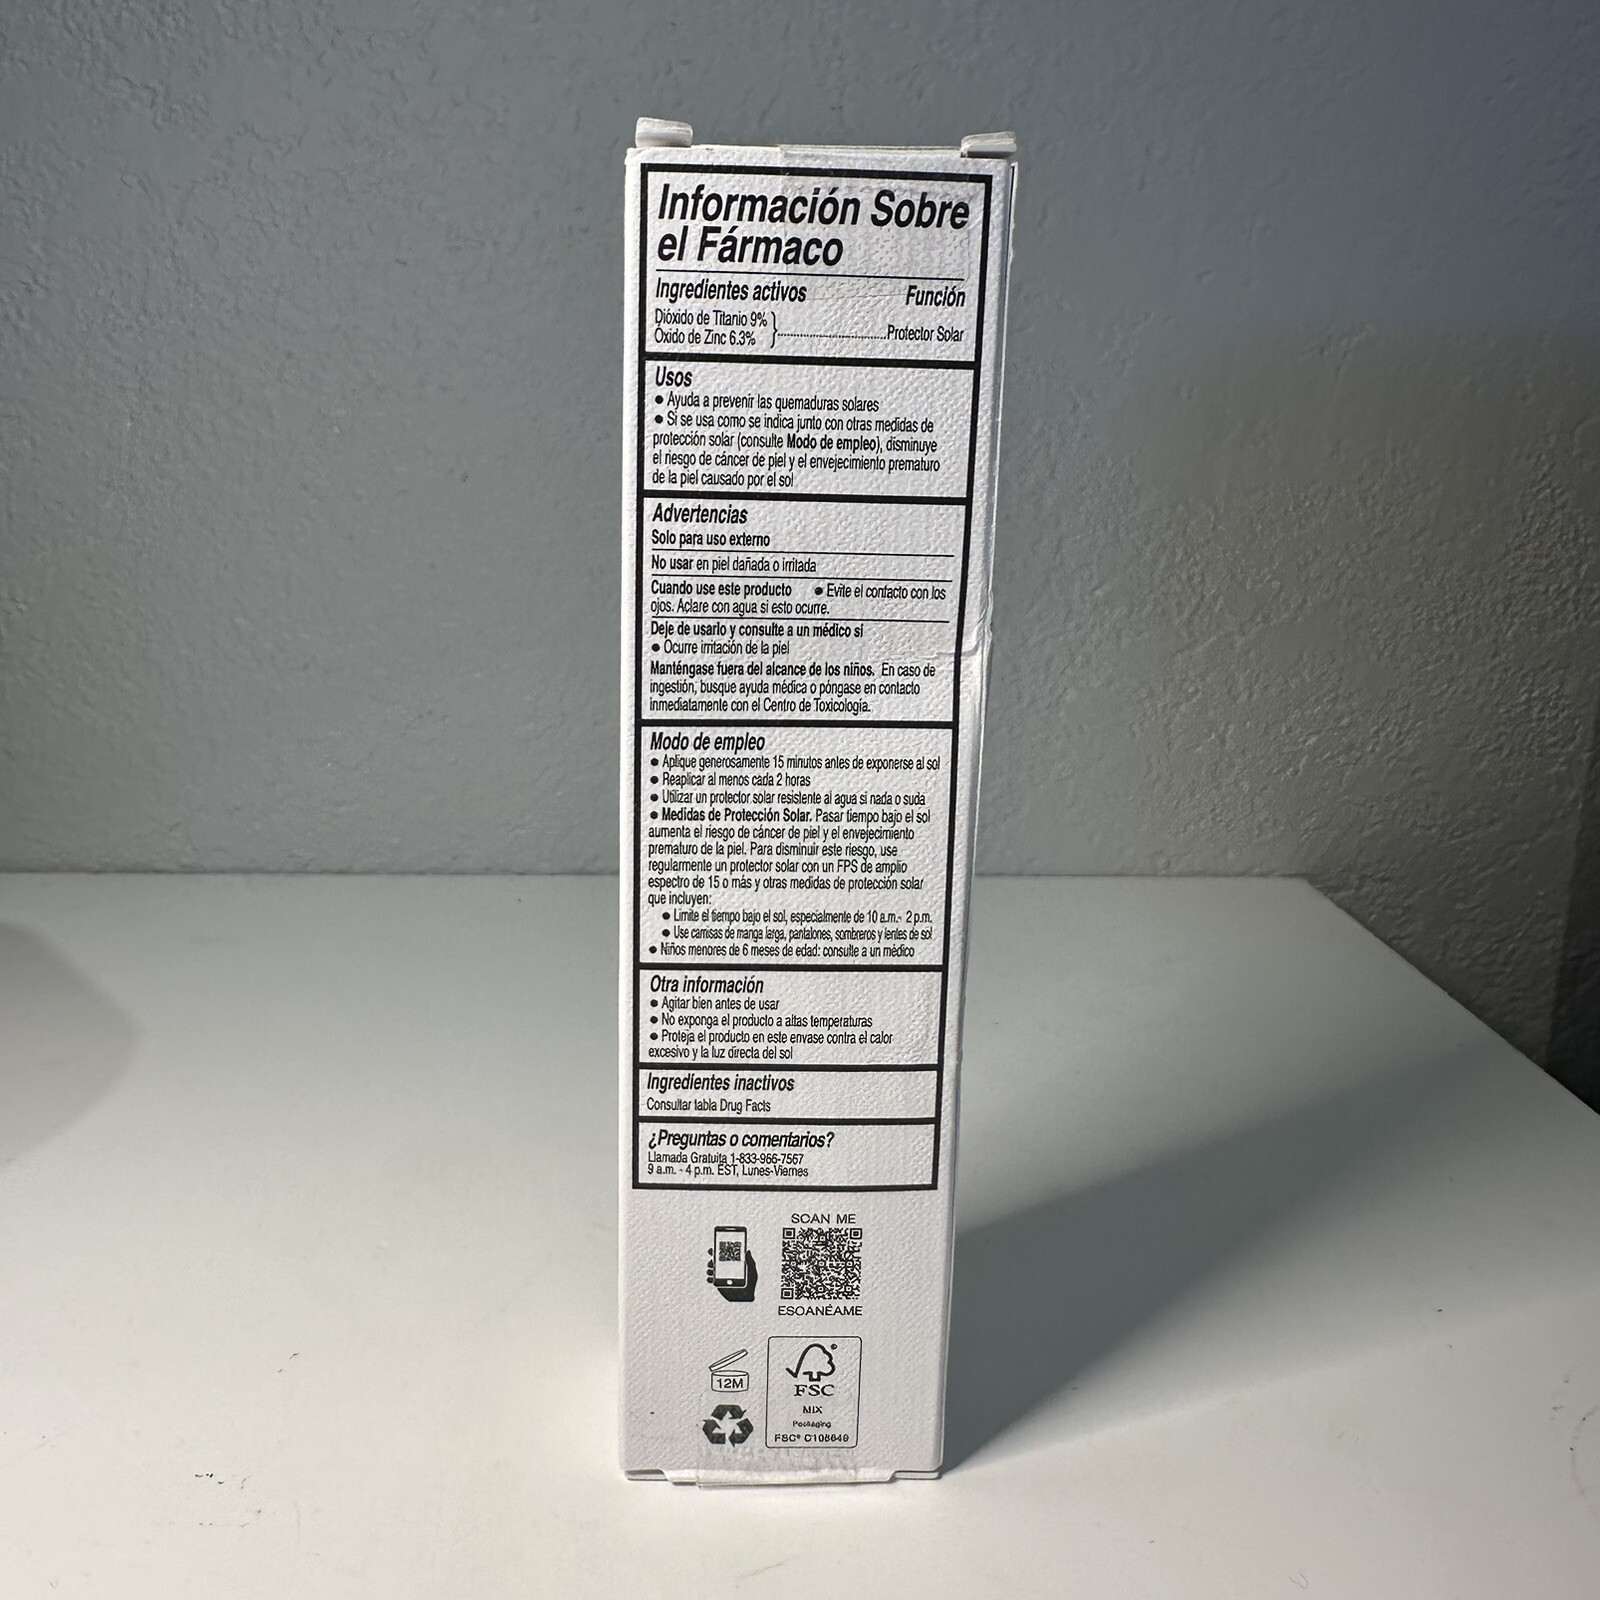 Información Sobre
el Fármaco
Ingredientes activos Función
Dióxido de Titanio 9%
Óxido de Zinc 6.3% Protector Solar
Usos
• Ayuda a prevenir las quemaduras solares
• Si se usa como se indica junto con otras medidas de
protección solar (consulte Modo de empleo), disminuye
el riesgo de cáncer de piel y el envejecimiento prematuro
de la piel causado por el sol
Advertencias
Solo para uso externo
No usar en piel dañada o irritada
Cuando use este producto • Evite el contacto con los
ojos. Aclare con agua si esto ocurre.
Deje de usarlo y consulte a un médico si
• Ocurre irritación de la piel
Manténgase fuera del alcance de los niños. En caso de
ingestión, busque ayuda médica o póngase en contacto
inmediatamente con el Centro de Toxicología.
Modo de empleo
• Aplique generosamente 15 minutos antes de exponerse al sol
• Reaplicar al menos cada 2 horas
• Utilizar un protector solar resistente al agua si nada o suda
• Medidas de Protección Solar. Pasar tiempo bajo el sol
aumenta el riesgo de cáncer de piel y el envejecimiento
prematuro de la piel. Para disminuir este riesgo, use
regularmente un protector solar con un FPS de amplio
espectro de 15 o más y otras medidas de protección solar
que incluyen:
• Limite el tiempo bajo el sol, especialmente de 10 a.m.- 2 p.m.
• Use camisas de manga larga, pantalones, sombreros y lentes de sol
• Niños menores de 6 meses de edad: consulte a un médico
Otra información
• Agitar bien antes de usar
• No exponga el producto a altas temperaturas
• Proteja el producto en este envase contra el calor
excesivo y la luz directa del sol
Ingredientes inactivos
Consultar tabla Drug Facts
¿Preguntas o comentarios?
Llamada Gratuita 1-833-966-7567
9 a.m. - 4 p.m. EST, Lunes-Viernes
SCAN ME
ESCANÉAME
12M
FSC
MIX
Packaging
FSC® C108649